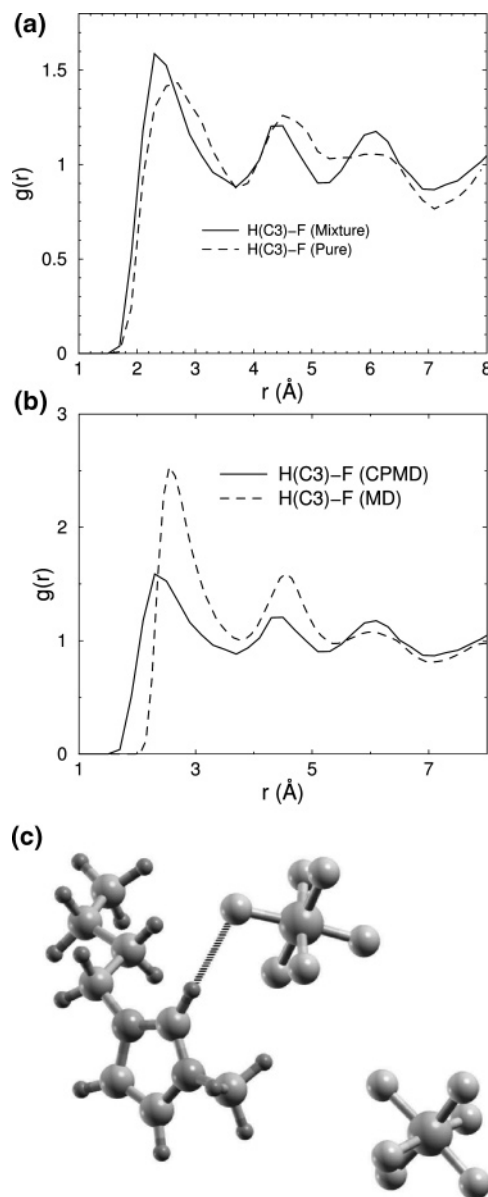 (a)
1.5
1
0.5
0
g(r)
H(C3)−F (Mixture)
H(C3)−F (Pure)
1 2 3 4 5 6 7 8
r (Å)
(b)
3
2
1
0
g(r)
H(C3)−F (CPMD)
H(C3)−F (MD)
1 3 5 7
r (Å)
(c)